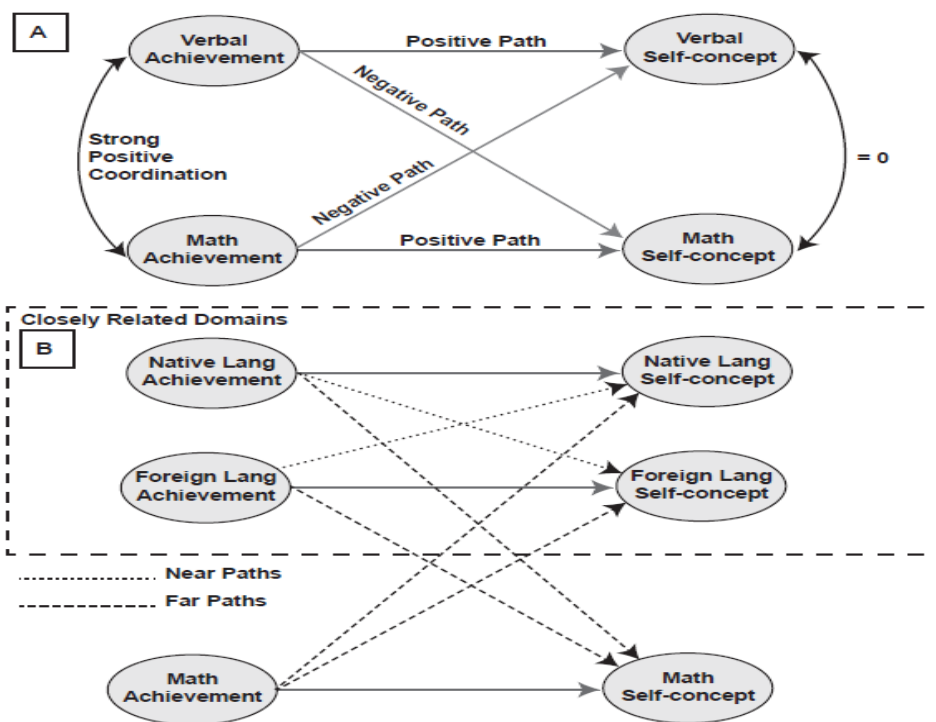 A
Verbal
Achievement
Positive Path
Verbal
Self-concept
Negative Path
Strong
Positive
Coordination
= 0
Negative Path
Math
Achievement
Positive Path
Math
Self-concept
Closely Related Domains
B
Native Lang
Achievement
Native Lang
Self-concept
Foreign Lang
Achievement
Foreign Lang
Self-concept
Near Paths
Far Paths
Math
Achievement
Math
Self-concept